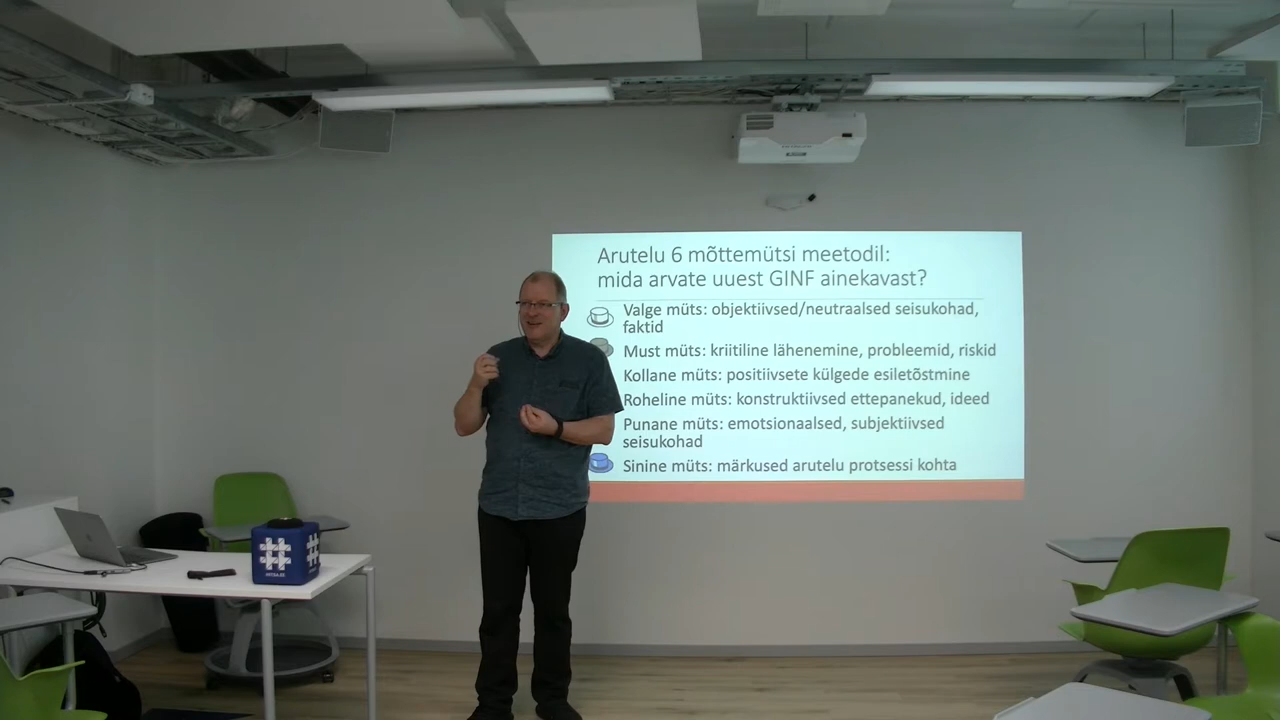 Arutelu 6 mõttemütsi meetodil:
mida arvate uuest GINF ainekavast?
Valge müts: objektiivsed/neutraalsed seisukohad,
faktid
Must müts: kriitiline lähenemine, probleemid, riskid
Kollane müts: positiivsete külgede esiletõstmine
Roheline müts: konstruktiivsed ettepanekud, ideed
Punane müts: emotsionaalsed, subjektiivsed
seisukohad
Sinine müts: märkused arutelu protsessi kohta
#
#